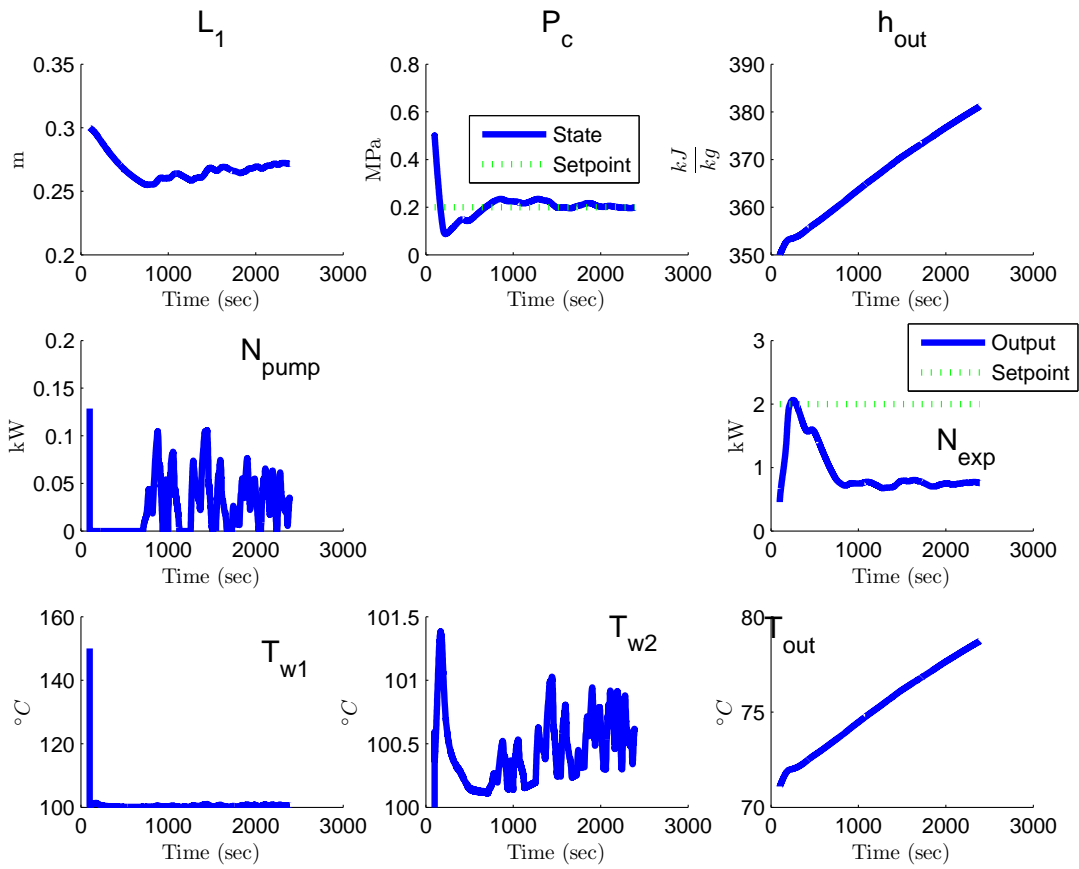 L1
0.35
0.3
0.25
0.2
m
0 1000 2000 3000
Time (sec)
Pc
0.8
0.6
0.4
0.2
0
MPa
State
Setpoint
0 1000 2000 3000
Time (sec)
hout
390
380
370
360
350
kJ
kg
0 1000 2000 3000
Time (sec)
Npump
0.2
0.15
0.1
0.05
0
kW
0 1000 2000 3000
Time (sec)
Output
Setpoint
3
2
1
0
kW
Nexp
0 1000 2000 3000
Time (sec)
Tw1
160
140
120
100
°C
0 1000 2000 3000
Time (sec)
Tw2
101.5
101
100.5
100
°C
0 1000 2000 3000
Time (sec)
Tout
80
75
70
°C
0 1000 2000 3000
Time (sec)